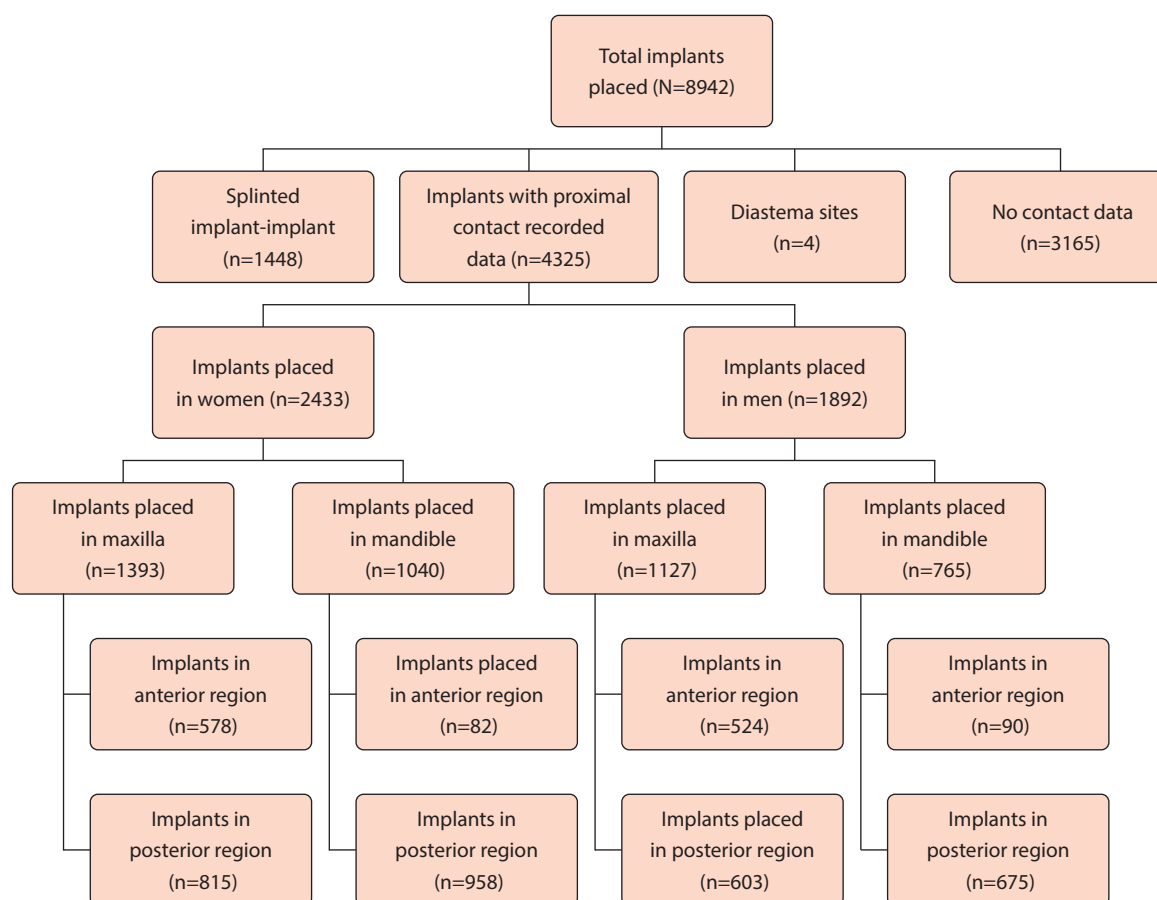 Total implants
placed (N=8942)
Splinted
implant-implant
(n=1448)
Implants with proximal
contact recorded
data (n=4325)
Diastema sites
(n=4)
No contact data
(n=3165)
Implants placed
in women (n=2433)
Implants placed
in men (n=1892)
Implants placed
in maxilla
(n=1393)
Implants placed
in mandible
(n=1040)
Implants placed
in maxilla
(n=1127)
Implants placed
in mandible
(n=765)
Implants in
anterior region
(n=578)
Implants placed
in anterior region
(n=82)
Implants in
anterior region
(n=524)
Implants in
anterior region
(n=90)
Implants in
posterior region
(n=815)
Implants in
posterior region
(n=958)
Implants placed
in posterior region
(n=603)
Implants in
posterior region
(n=675)